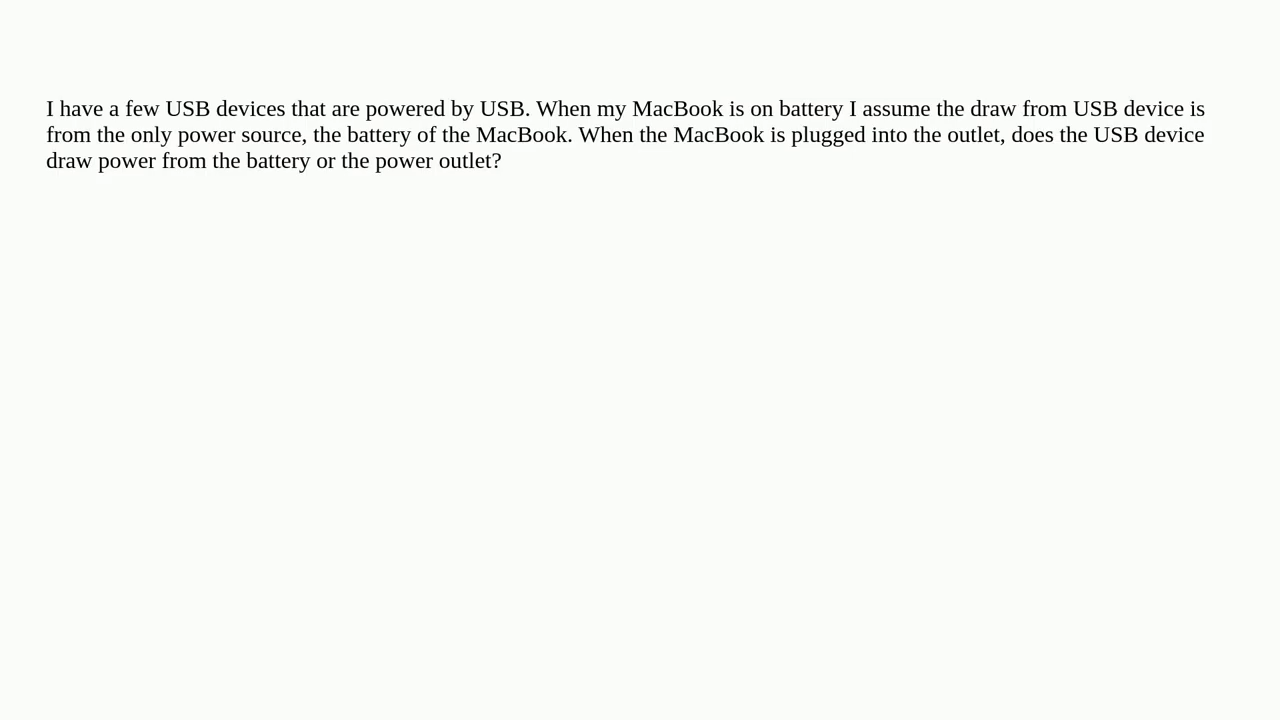 I have a few USB devices that are powered by USB. When my MacBook is on battery I assume the draw from USB device is
from the only power source, the battery of the MacBook. When the MacBook is plugged into the outlet, does the USB device
draw power from the battery or the power outlet?